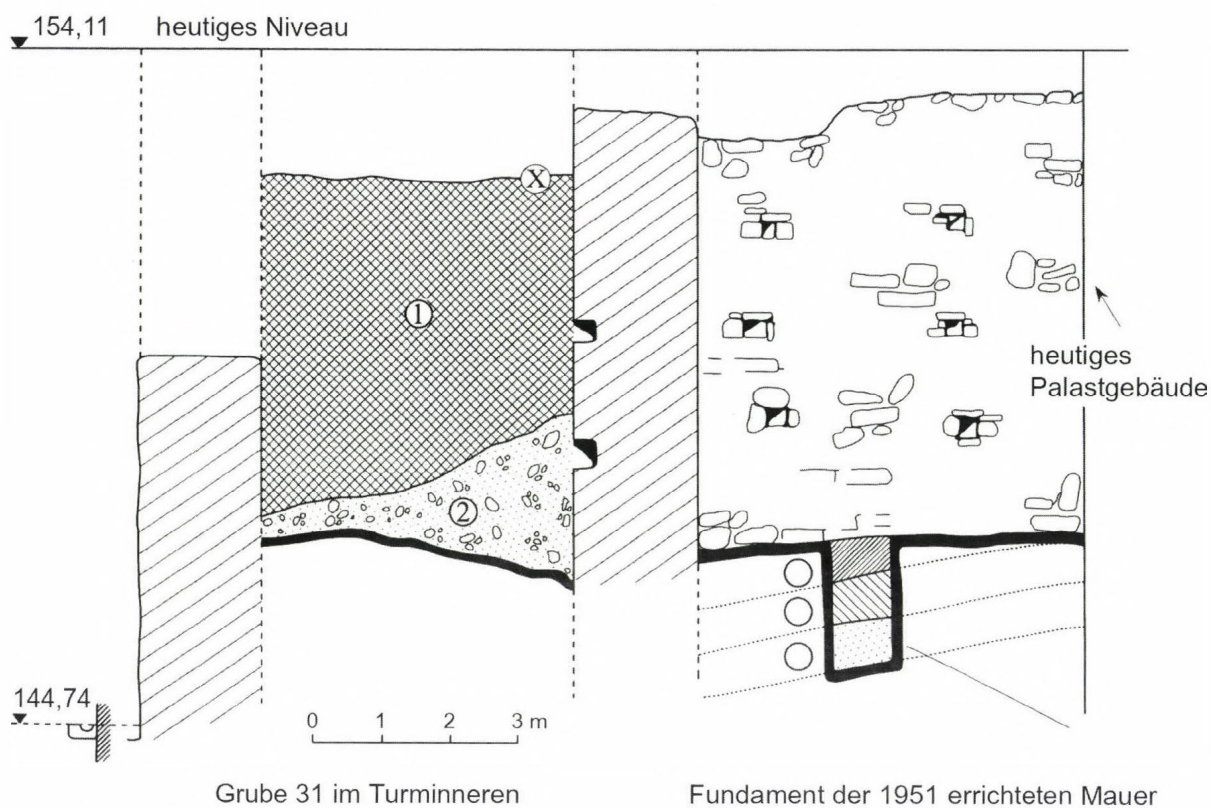 154,11 heutiges Niveau
X
1
heutiges
Palastgebäude
2
144,74
0 1 2 3 m
Grube 31 im Turminneren
Fundament der 1951 errichteten Mauer